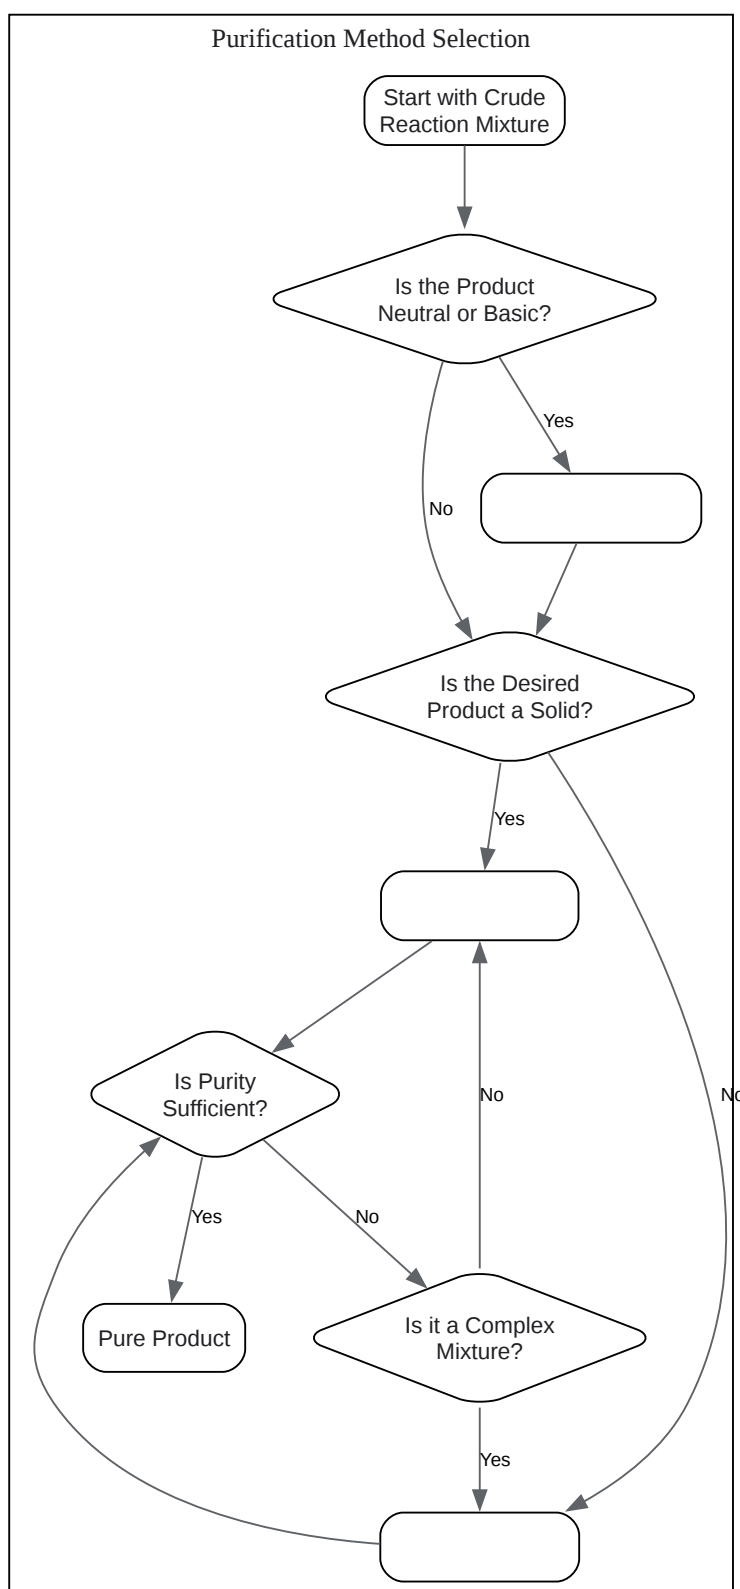 Purification Method Selection
Start with Crude
Reaction Mixture
Is the Product
Neutral or Basic?
Yes
No
Is the Desired
Product a Solid?
Yes
No
No
Is Purity
Sufficient?
Yes
No
Is it a Complex
Mixture?
Pure Product
Yes